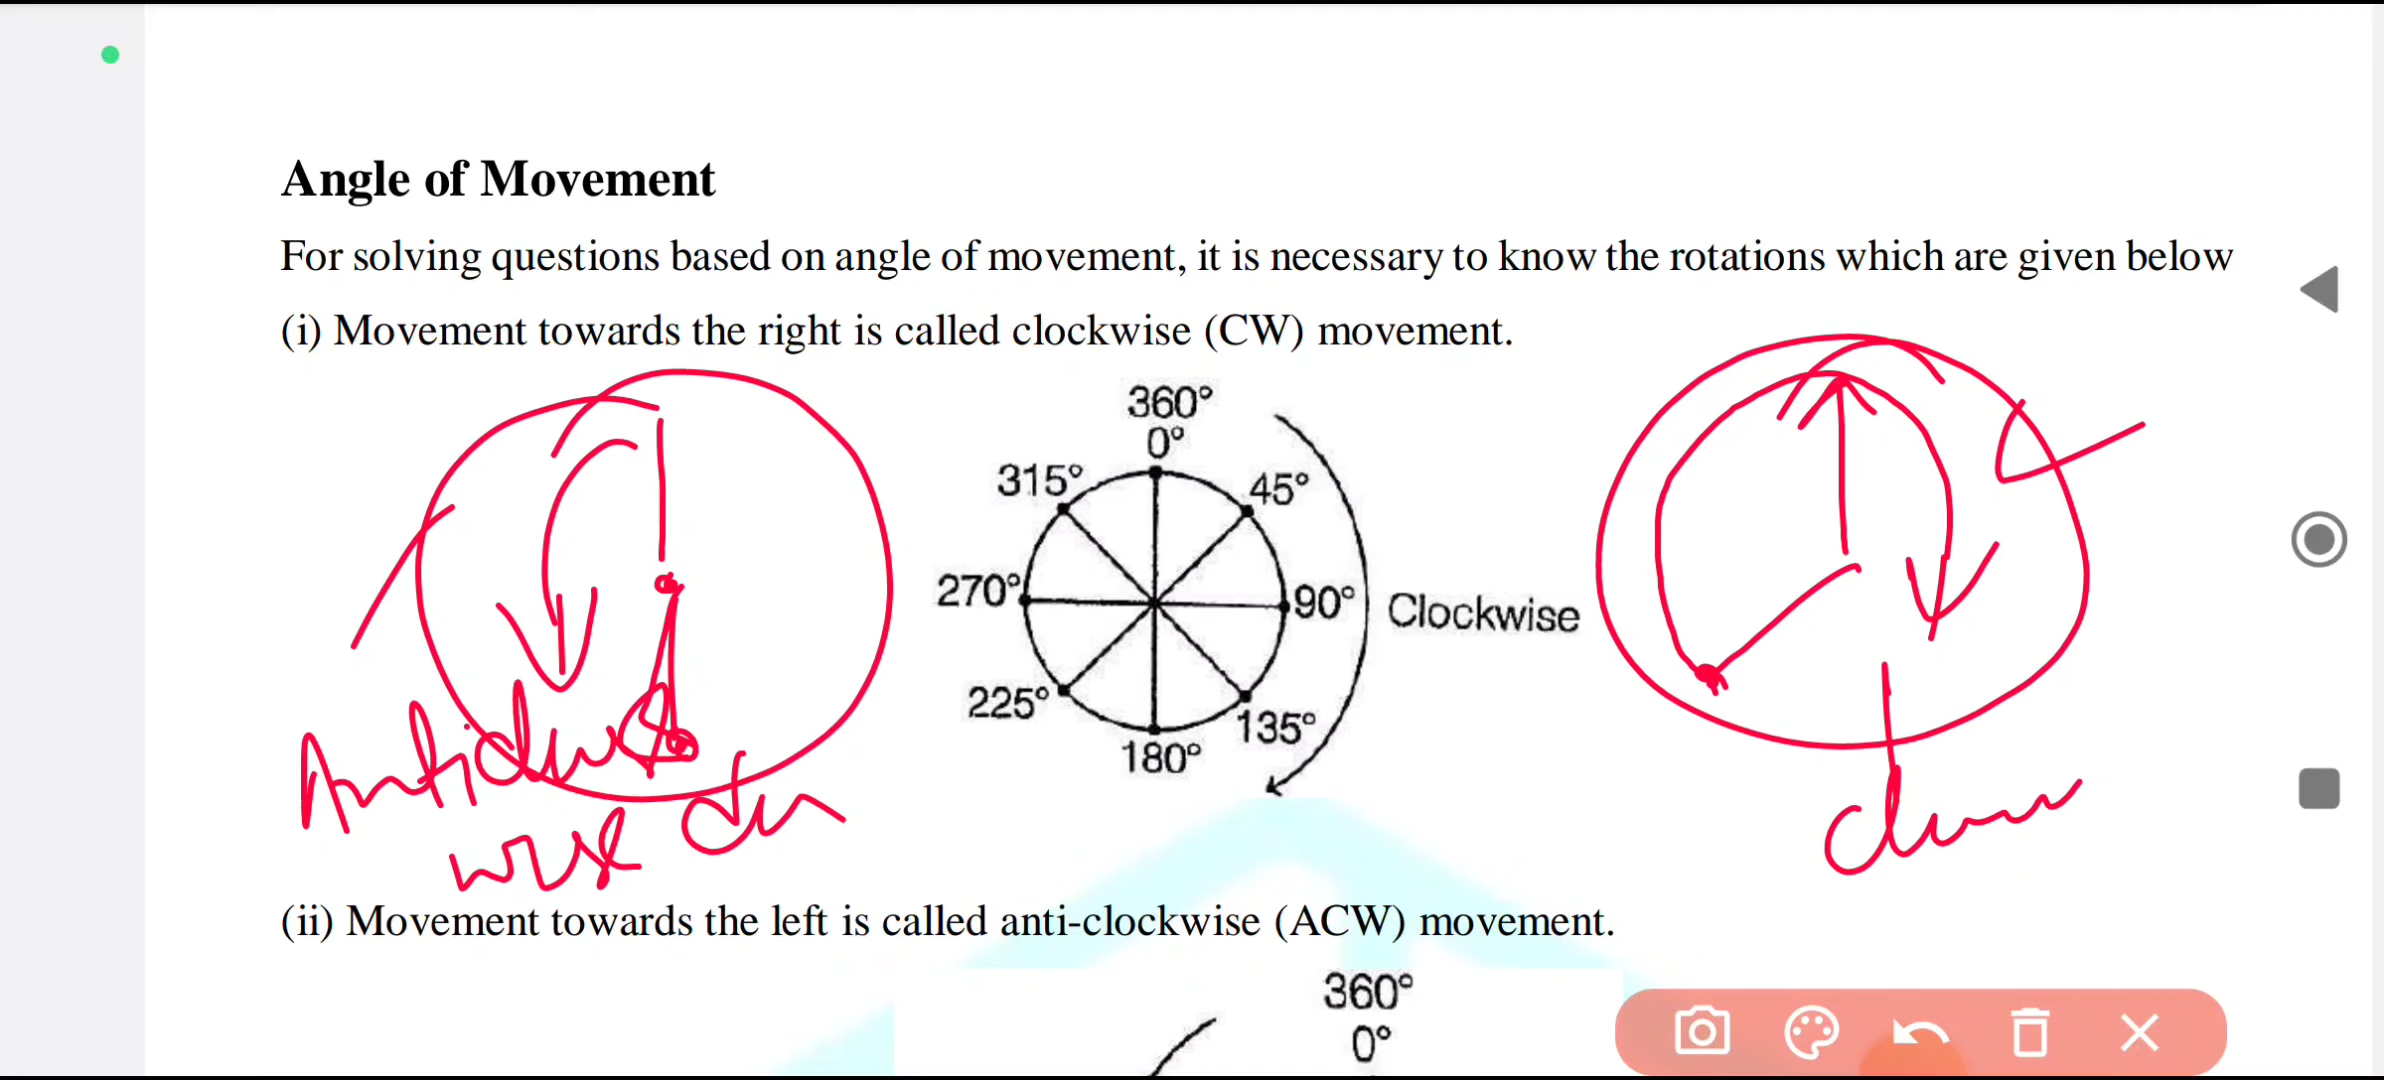 Angle of Movement
For solving questions based on angle of movement, it is necessary to know the rotations which are given below
(i) Movement towards the right is called clockwise (CW) movement.
360°
0°
315°
45°
270°
90°
Clockwise
225°
135°
180°
(ii) Movement towards the left is called anti-clockwise (ACW) movement.
360°
0°